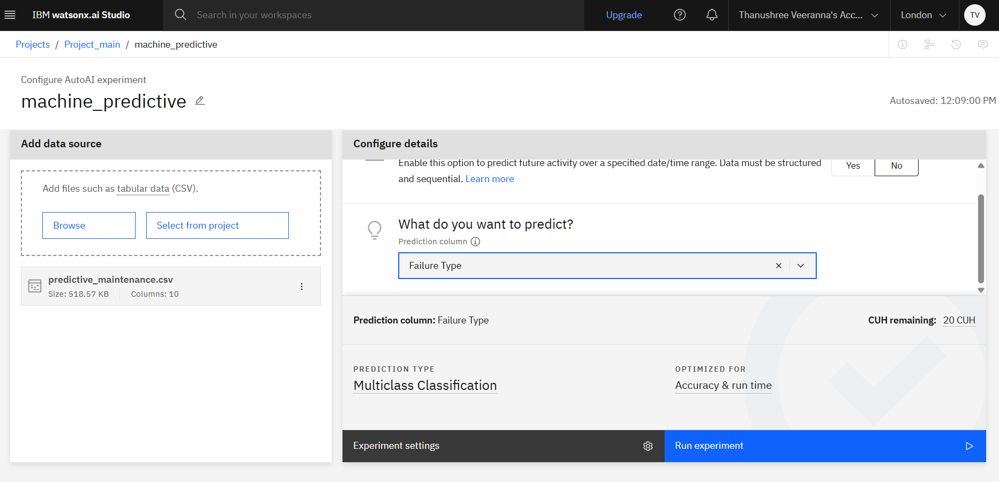 IBM watsonx.ai Studio
Search in your workspaces
Upgrade
Thanushree Veeranna's Acc...
London
TV
Projects / Project_main / machine_predictive
Configure AutoAI experiment
machine_predictive
Autosaved: 12:09:00 PM
Add data source
Add files such as tabular data (CSV).
Browse
Select from project
predictive_maintenance.csv
Size: 518.57 KB
Columns: 10
Configure details
Enable this option to predict future activity over a specified date/time range. Data must be structured
and sequential. Learn more
Yes
No
What do you want to predict?
Prediction column
Failure Type
Prediction column: Failure Type
CUH remaining: 20 CUH
PREDICTION TYPE
Multiclass Classification
OPTIMIZED FOR
Accuracy & run time
Experiment settings
Run experiment